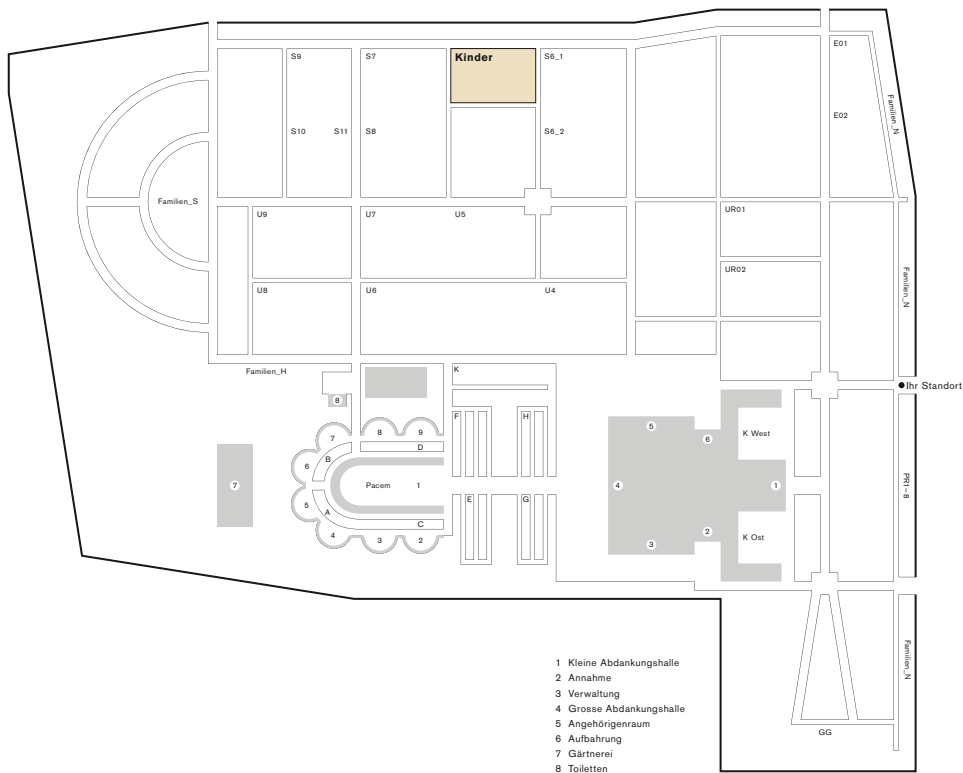 E01
S9 S7 Kinder S6_1
Familien_N
E02
S10 S11 S8 S6_2
Familien_S
U9 U7 U5 UR01
UR02
Familien_N
U8 U6 U4
Familien_H K
Ihr Standort
8
F H
7 8 9
D
B
6
5 6 K West
7 Pacem 1 4 1
PR1–8
E G
5
A C
4 3 2
2 K Ost
3
Familien_N
GG
1 Kleine Abdankungshalle
2 Annahme
3 Verwaltung
4 Grosse Abdankungshalle
5 Angehörigenraum
6 Aufbahrung
7 Gärtnerei
8 Toiletten